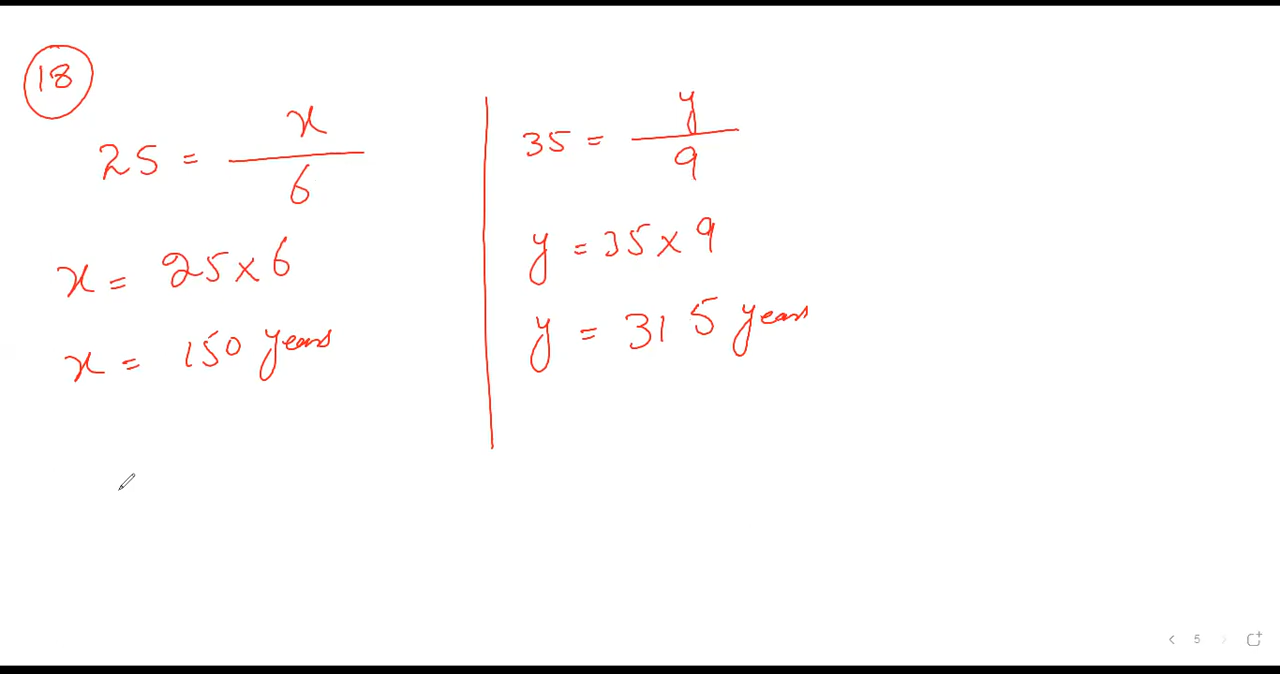 18
25 = x/6
x = 25 × 6
x = 150 years
35 = y/9
y = 35 × 9
y = 315 years
5